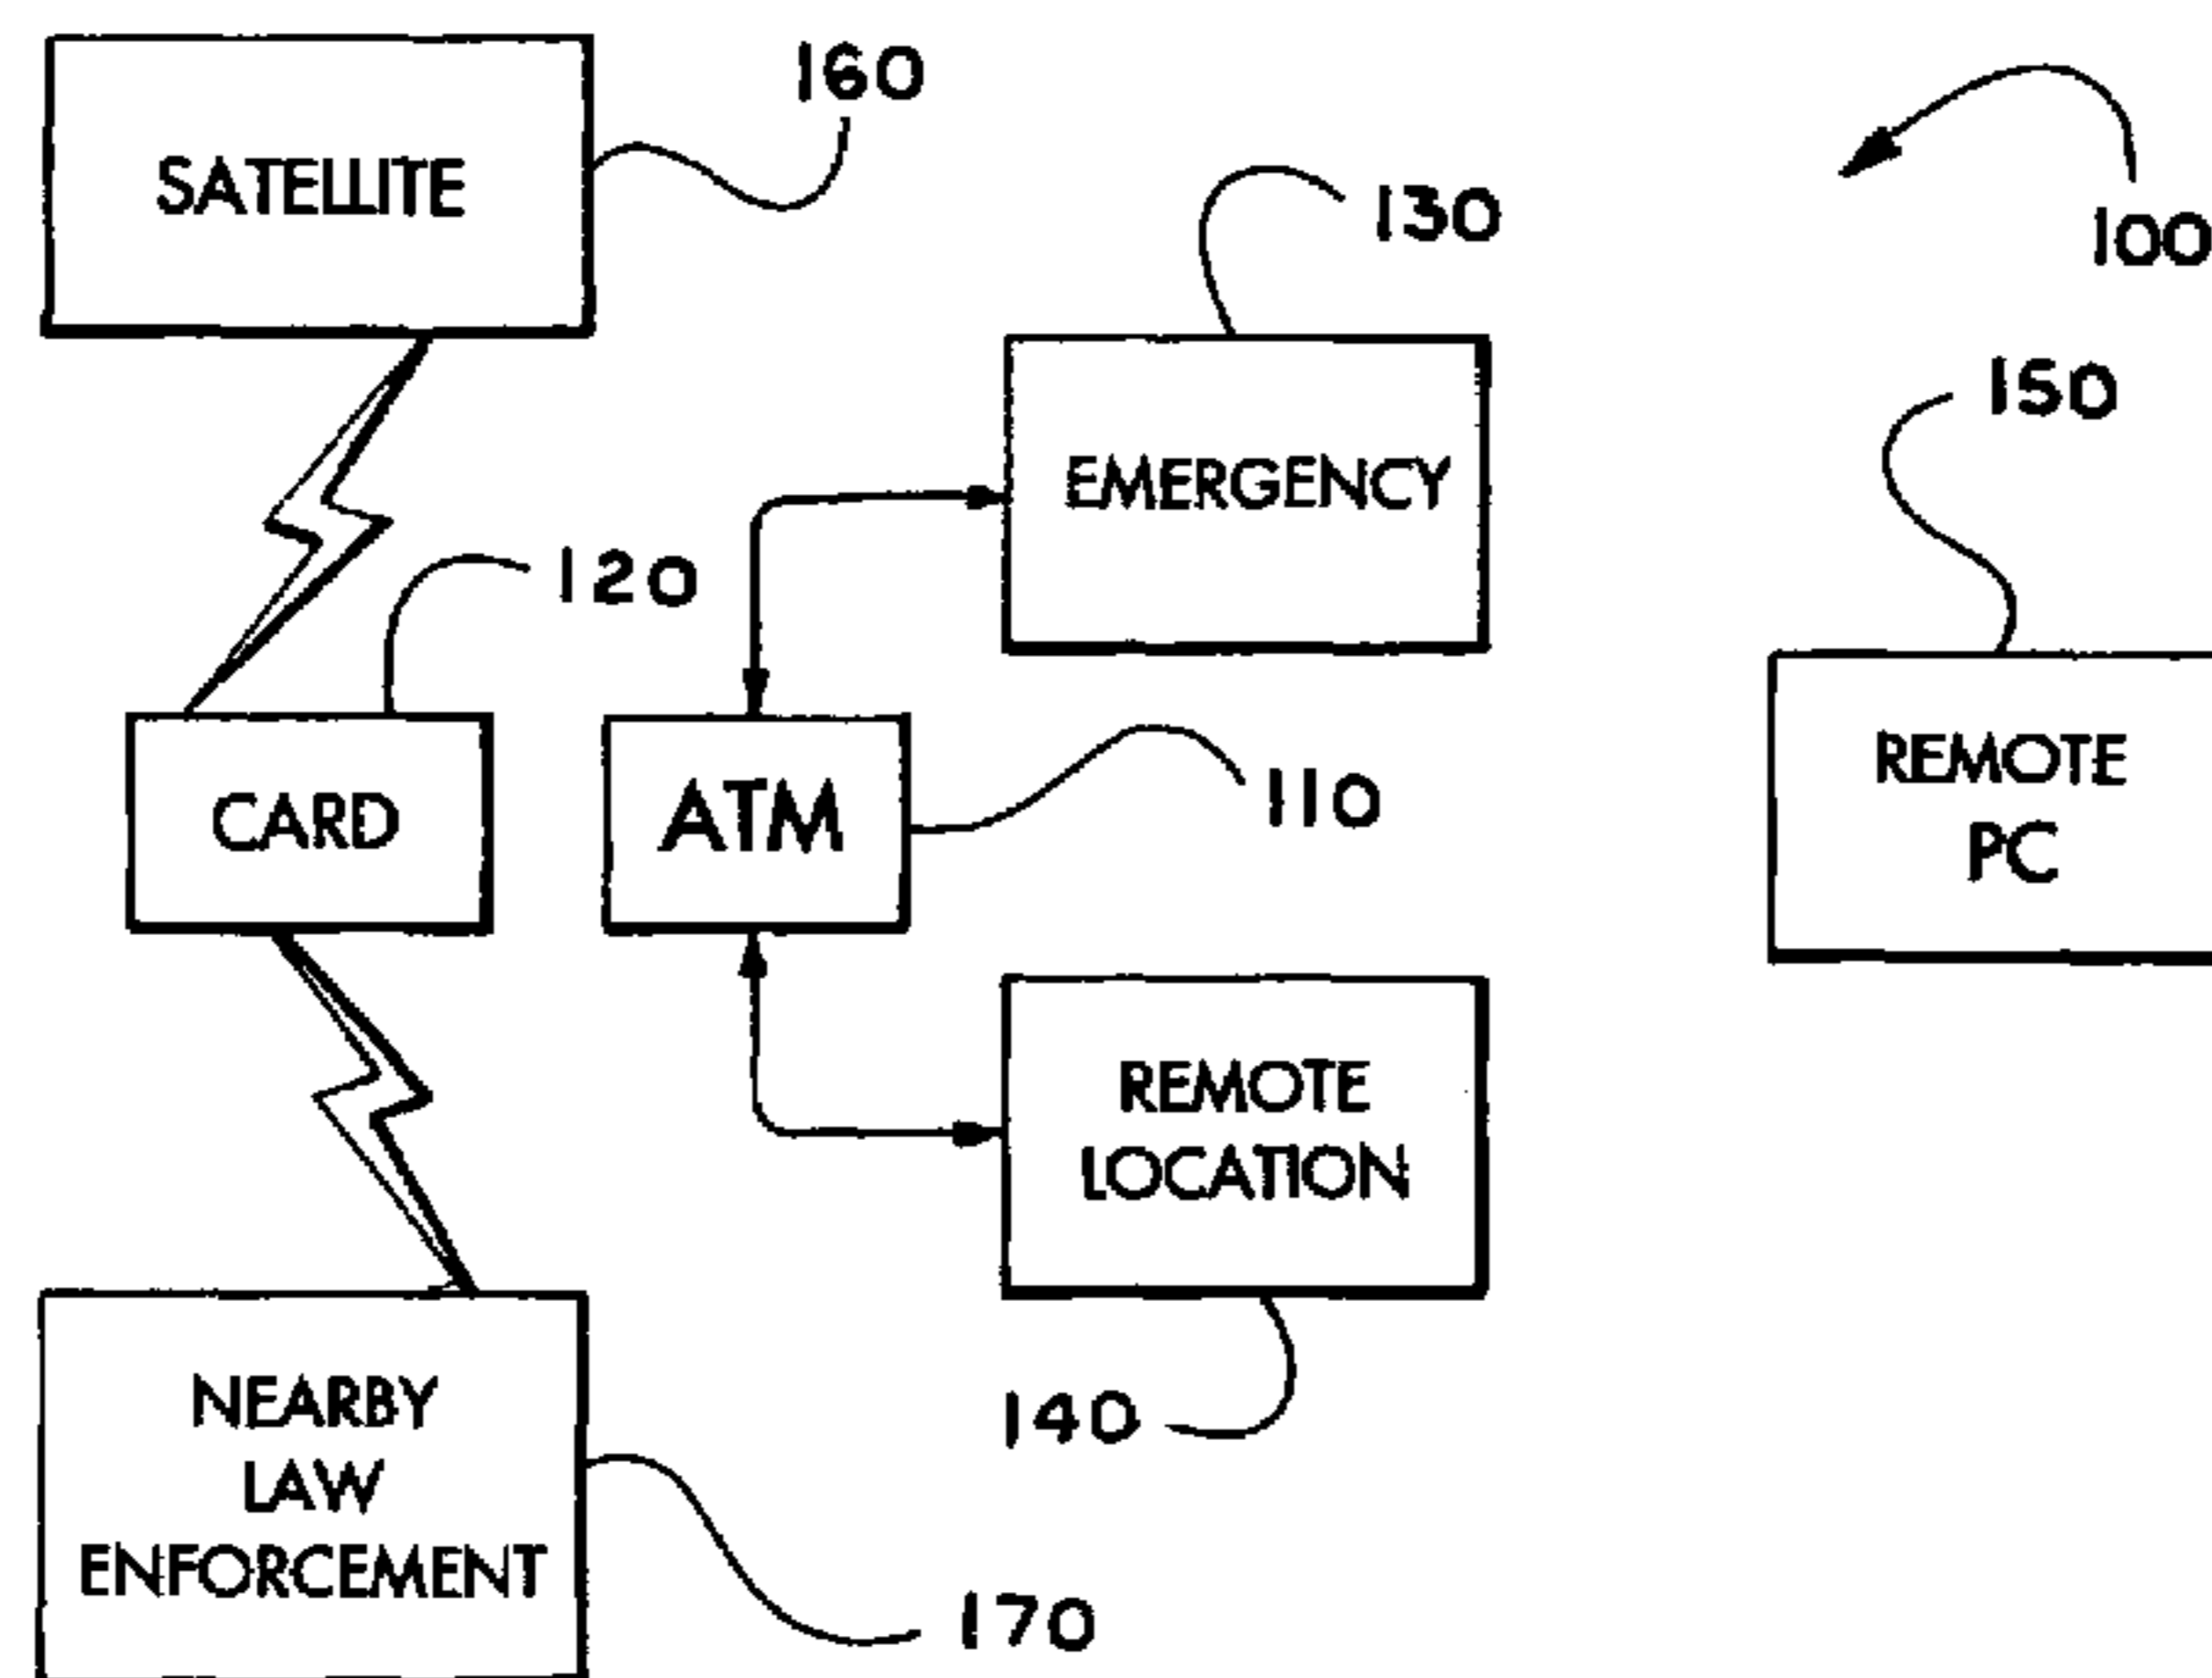 160
SATELLITE
130
100
150
EMERGENCY
120
REMOTE
PC
CARD
ATM
110
REMOTE
LOCATION
140
NEARBY
LAW
ENFORCEMENT
170